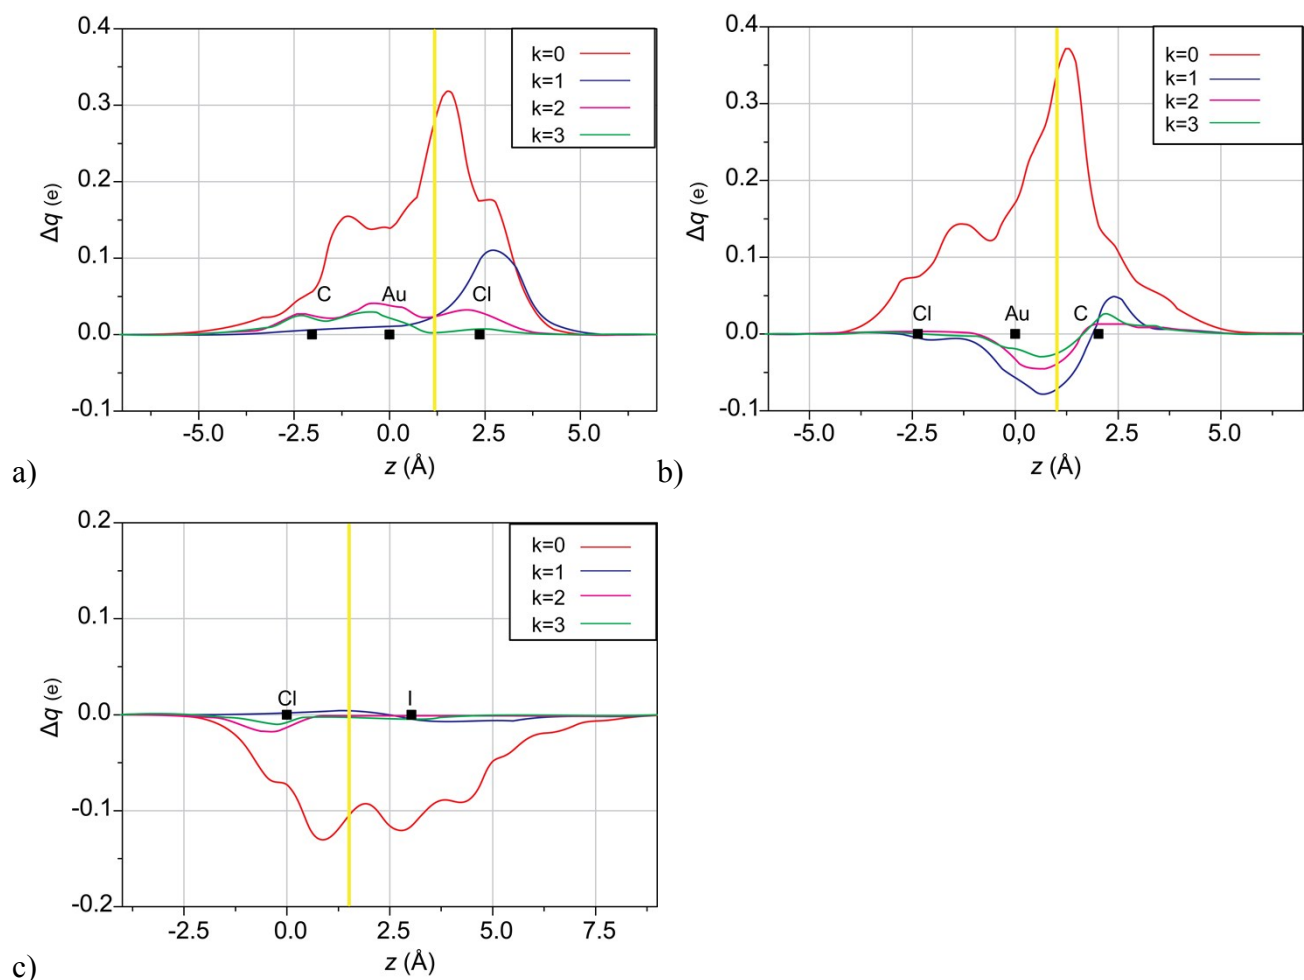 0.4
0.3
0.2
0.1
0.0
-0.1
Δq (e)
k=0
k=1
k=2
k=3
C
Au
Cl
-5.0
-2.5
0.0
2.5
5.0
z (Å)
a)
0.4
0.3
0.2
0.1
0.0
-0.1
Δq (e)
k=0
k=1
k=2
k=3
Cl
Au
C
-5.0
-2.5
0,0
2.5
5.0
z (Å)
b)
0.2
0.1
0.0
-0.1
-0.2
Δq (e)
k=0
k=1
k=2
k=3
Cl
I
-2.5
0.0
2.5
5.0
7.5
z (Å)
c)